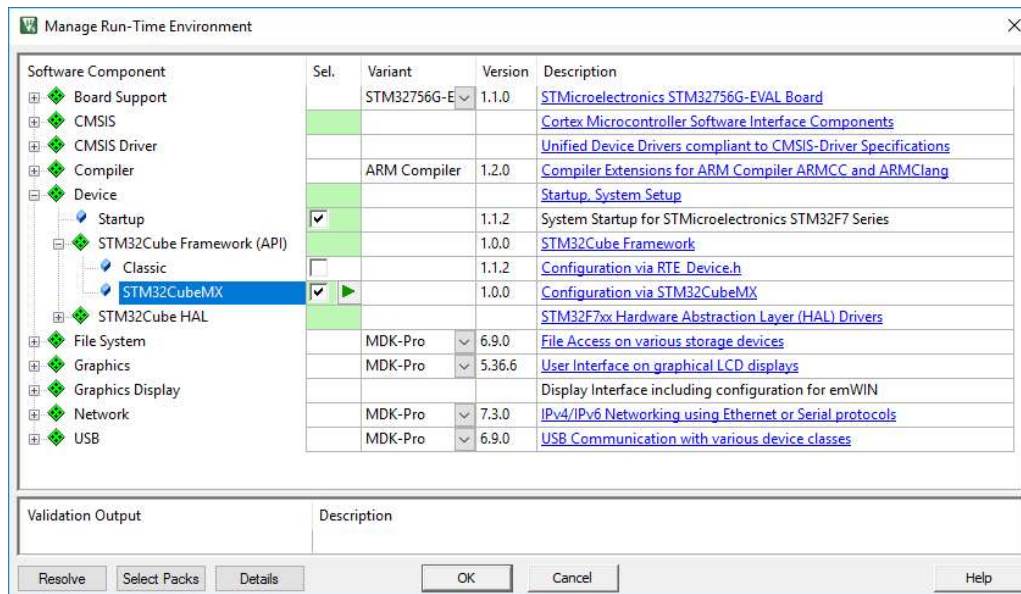 Manage Run-Time Environment
Software Component Sel. Variant Version Description
Board Support STM32756G-E 1.1.0 STMicroelectronics STM32756G-EVAL Board
CMSIS Cortex Microcontroller Software Interface Components
CMSIS Driver Unified Device Drivers compliant to CMSIS-Driver Specifications
Compiler ARM Compiler 1.2.0 Compiler Extensions for ARM Compiler ARMCC and ARMClang
Device Startup, System Setup
Startup 1.1.2 System Startup for STMicroelectronics STM32F7 Series
STM32Cube Framework (API) 1.0.0 STM32Cube Framework
Classic 1.1.2 Configuration via RTE_Device.h
STM32CubeMX 1.0.0 Configuration via STM32CubeMX
STM32Cube HAL STM32F7xx Hardware Abstraction Layer (HAL) Drivers
File System MDK-Pro 6.9.0 File Access on various storage devices
Graphics MDK-Pro 5.36.6 User Interface on graphical LCD displays
Graphics Display Display Interface including configuration for emWIN
Network MDK-Pro 7.3.0 IPv4/IPv6 Networking using Ethernet or Serial protocols
USB MDK-Pro 6.9.0 USB Communication with various device classes
Validation Output Description
Resolve Select Packs Details OK Cancel Help